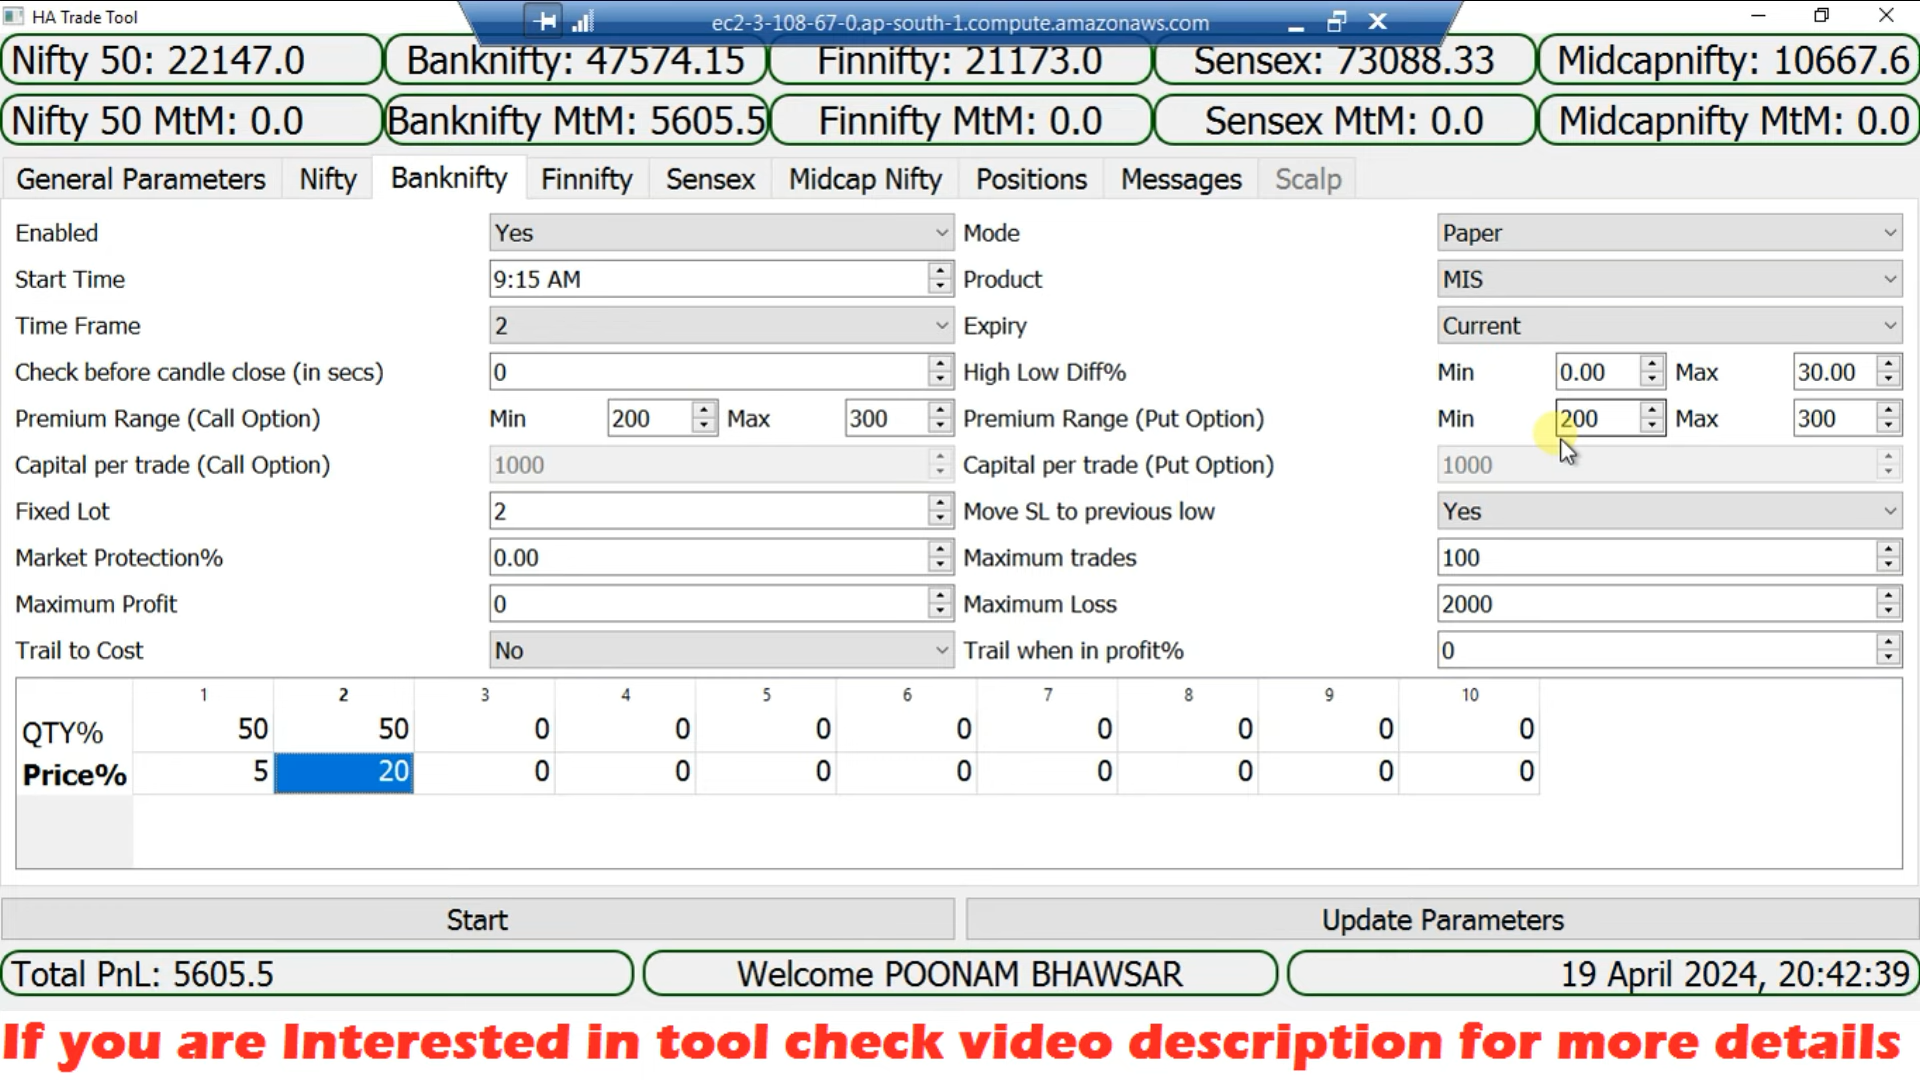 HA Trade Tool
ec2-3-108-67-0.ap-south-1.compute.amazonaws.com
Nifty 50: 22147.0 Banknifty: 47574.15 Finnifty: 21173.0 Sensex: 73088.33 Midcapnifty: 10667.6
Nifty 50 MtM: 0.0 Banknifty MtM: 5605.5 Finnifty MtM: 0.0 Sensex MtM: 0.0 Midcapnifty MtM: 0.0
General Parameters Nifty Banknifty Finnifty Sensex Midcap Nifty Positions Messages Scalp
Enabled Yes Mode Paper
Start Time 9:15 AM Product MIS
Time Frame 2 Expiry Current
Check before candle close (in secs) 0 High Low Diff% Min 0.00 Max 30.00
Premium Range (Call Option) Min 200 Max 300 Premium Range (Put Option) Min 200 Max 300
Capital per trade (Call Option) 1000 Capital per trade (Put Option) 1000
Fixed Lot 2 Move SL to previous low Yes
Market Protection% 0.00 Maximum trades 100
Maximum Profit 0 Maximum Loss 2000
Trail to Cost No Trail when in profit% 0
1 2 3 4 5 6 7 8 9 10
QTY% 50 50 0 0 0 0 0 0 0 0
Price% 5 20 0 0 0 0 0 0 0 0
Start Update Parameters
Total PnL: 5605.5 Welcome POONAM BHAWSAR 19 April 2024, 20:42:39
If you are Interested in tool check video description for more details